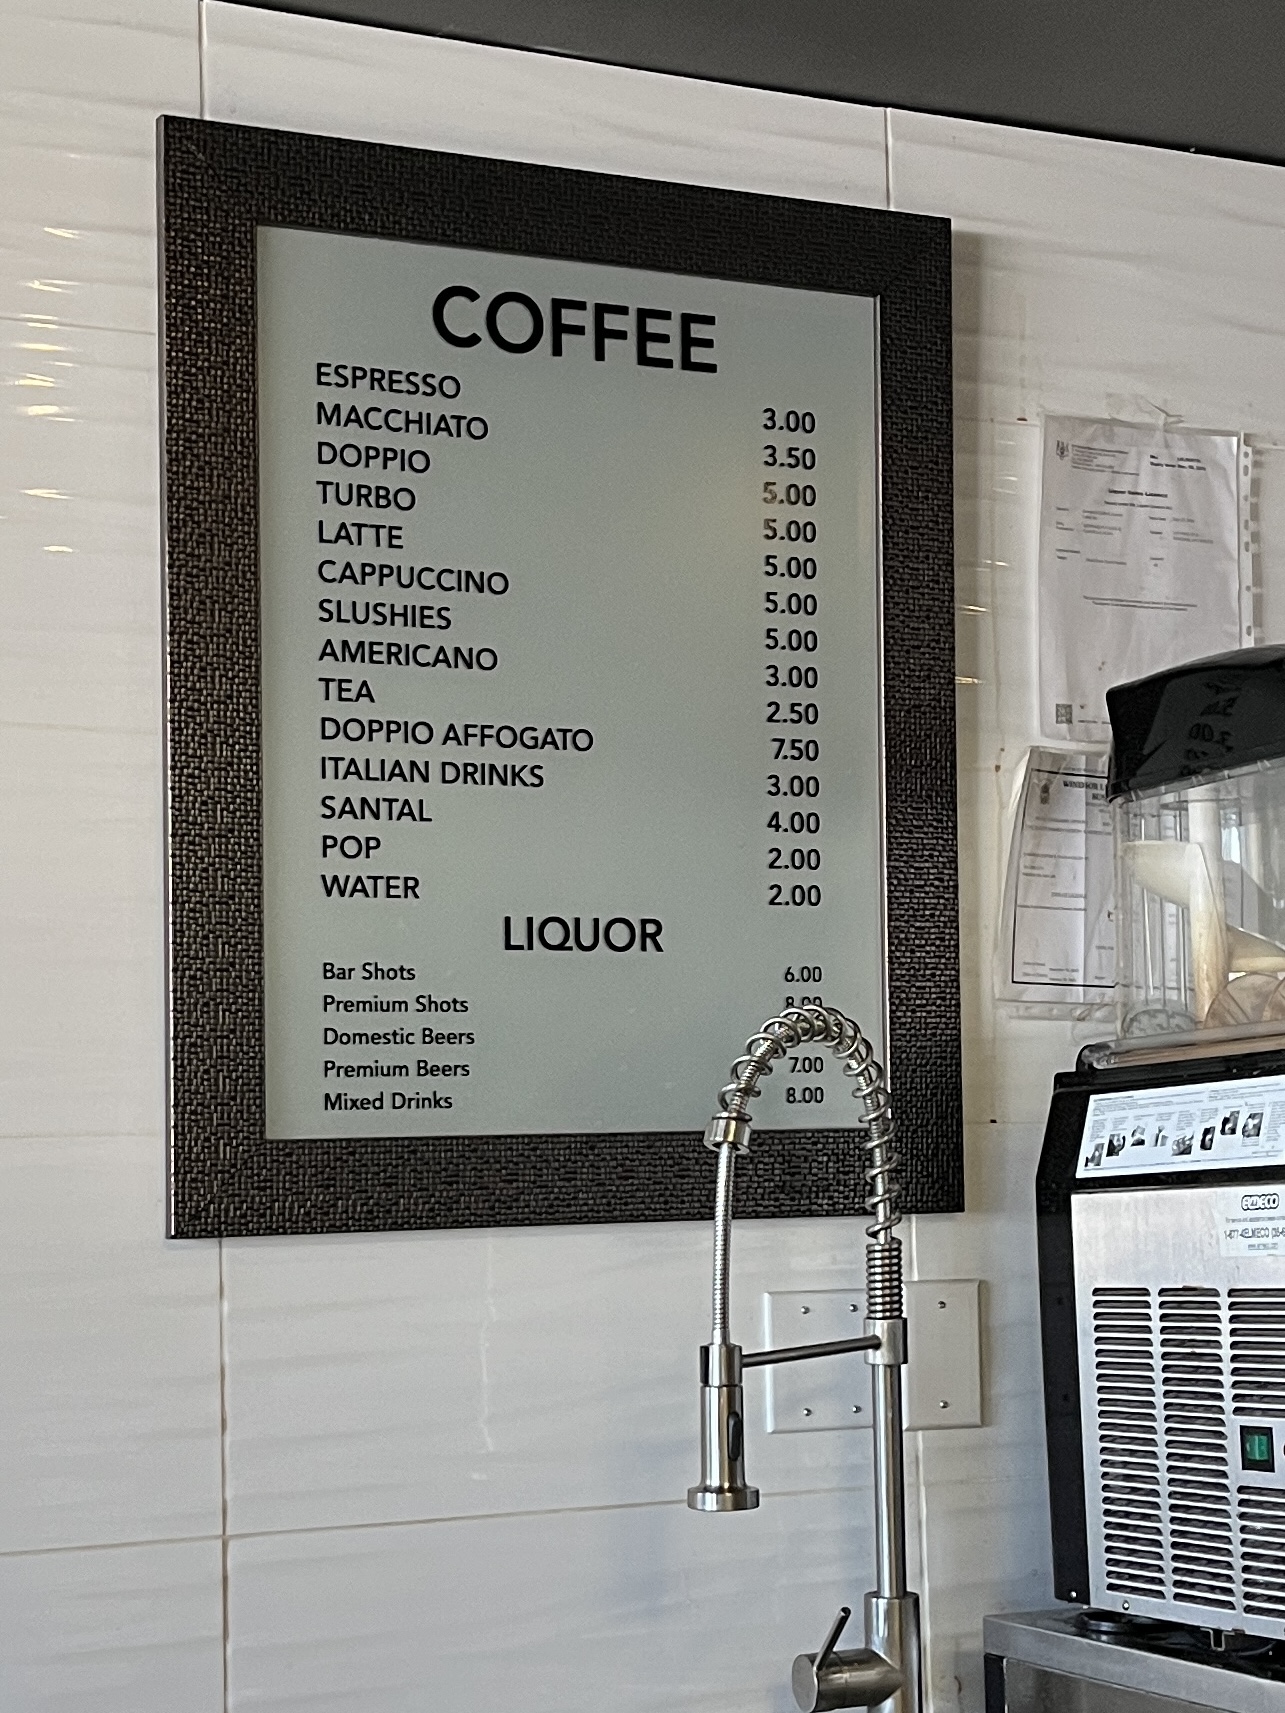 COFFEE
ESPRESSO 3.00
MACCHIATO 3.50
DOPPIO 5.00
TURBO 5.00
LATTE 5.00
CAPPUCCINO 5.00
SLUSHIES 5.00
AMERICANO 3.00
TEA 2.50
DOPPIO AFFOGATO 7.50
ITALIAN DRINKS 3.00
SANTAL 4.00
POP 2.00
WATER 2.00
LIQUOR
Bar Shots 6.00
Premium Shots 8.00
Domestic Beers
Premium Beers 7.00
Mixed Drinks 8.00
ELMECO